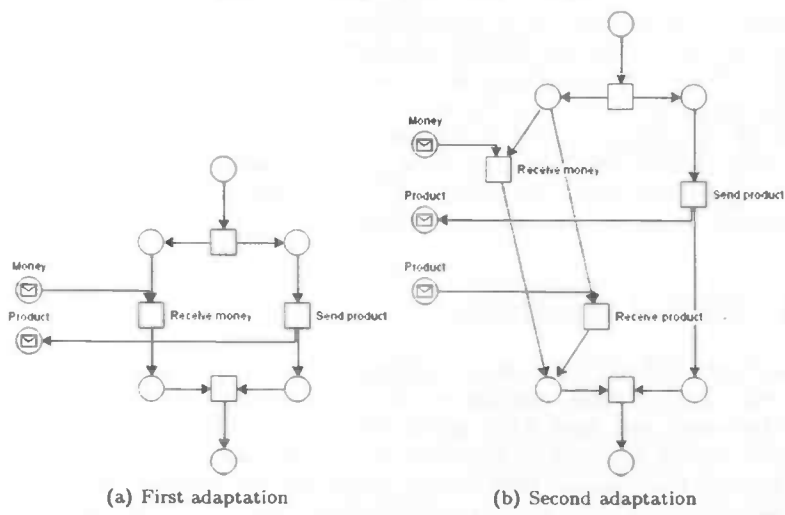 Money
Receive money
Product
Send product
(a) First adaptation
Money
Receive money
Product
Send product
Product
Receive product
(b) Second adaptation